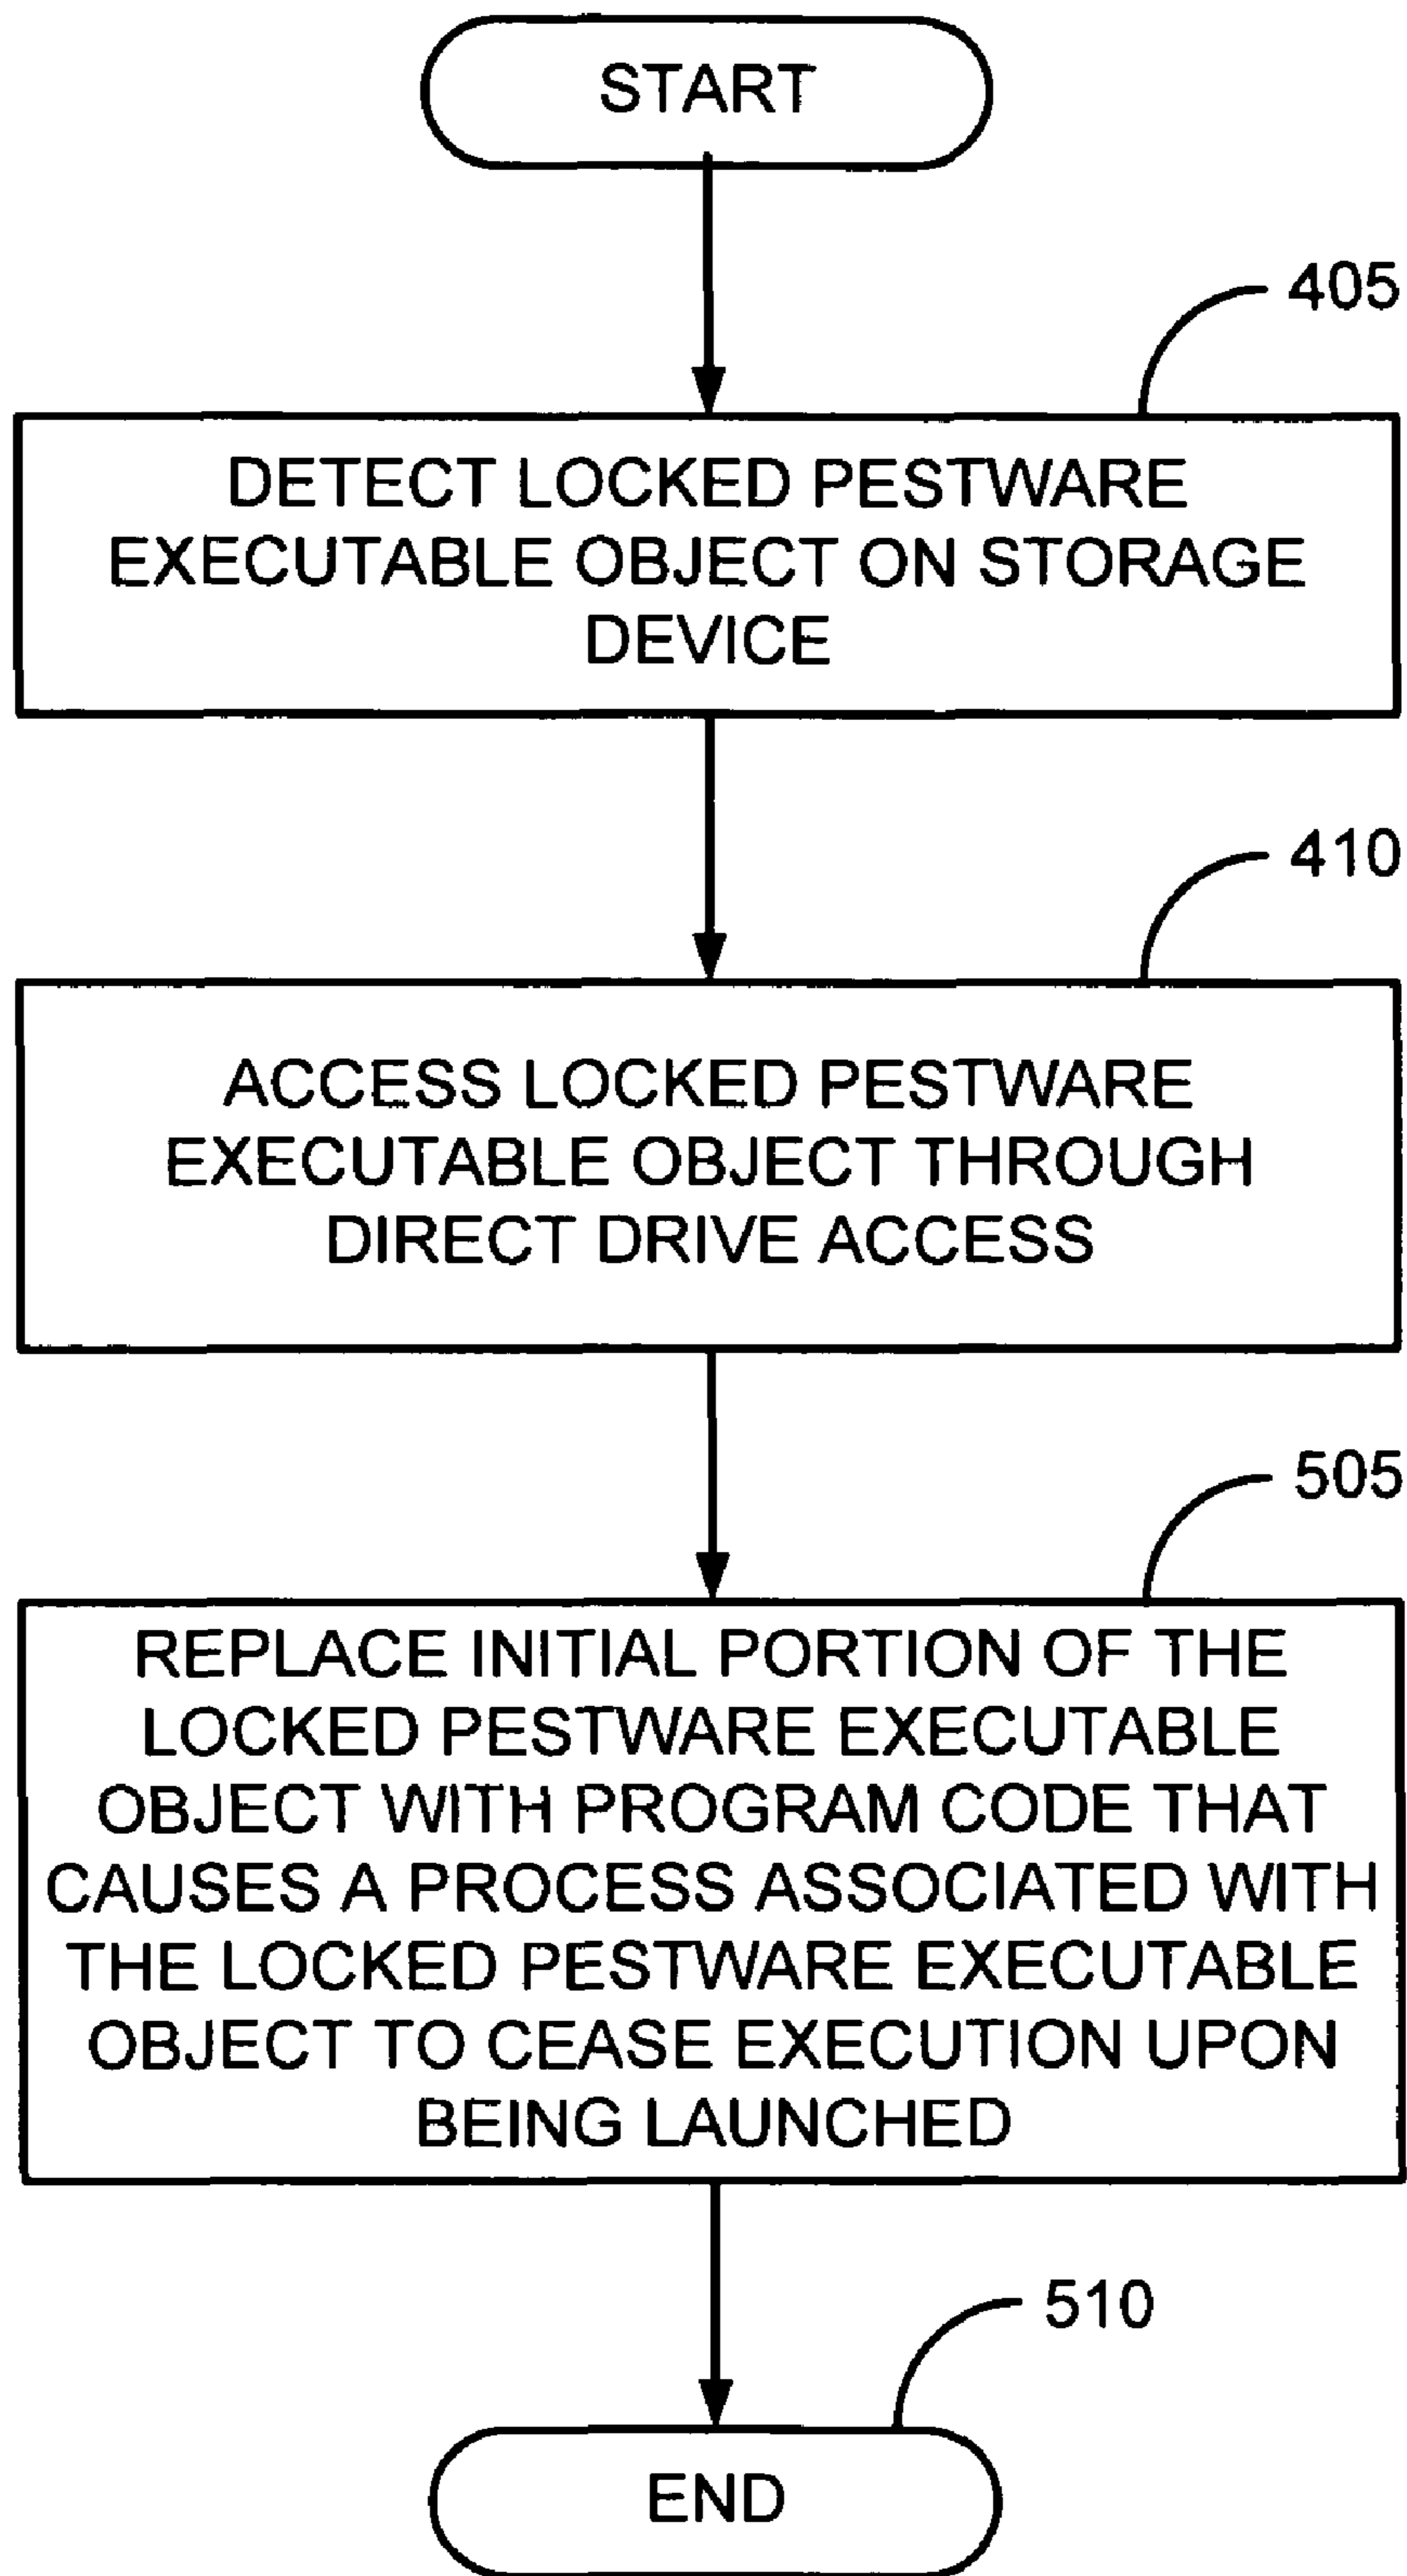 START
405
DETECT LOCKED PESTWARE
EXECUTABLE OBJECT ON STORAGE
DEVICE
410
ACCESS LOCKED PESTWARE
EXECUTABLE OBJECT THROUGH
DIRECT DRIVE ACCESS
505
REPLACE INITIAL PORTION OF THE
LOCKED PESTWARE EXECUTABLE
OBJECT WITH PROGRAM CODE THAT
CAUSES A PROCESS ASSOCIATED WITH
THE LOCKED PESTWARE EXECUTABLE
OBJECT TO CEASE EXECUTION UPON
BEING LAUNCHED
510
END